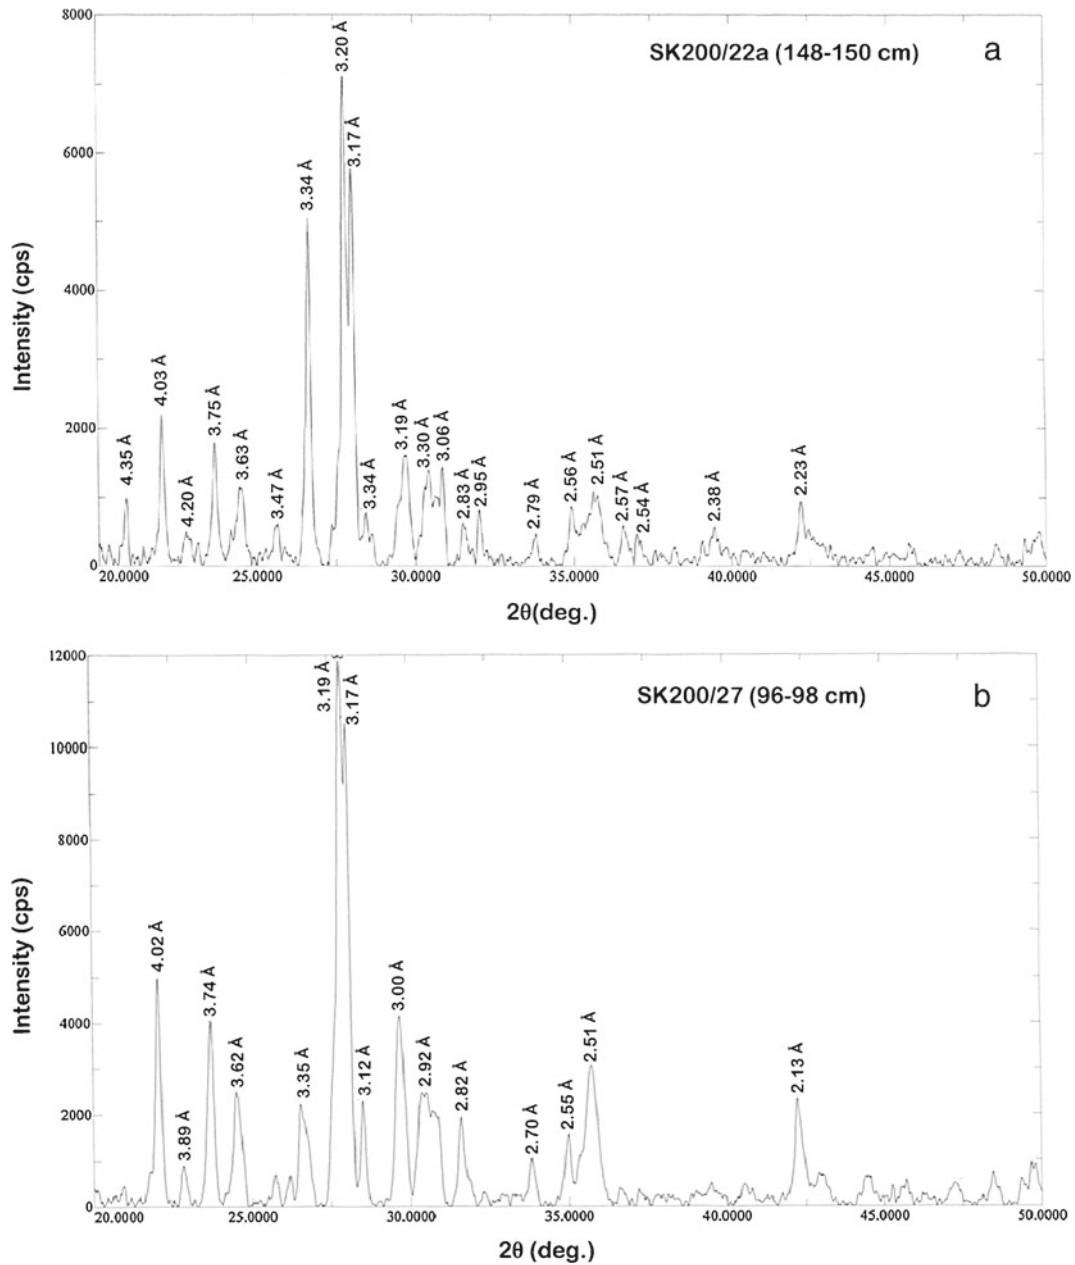 8000
6000
4000
2000
0
Intensity (cps)
SK200/22a (148-150 cm)
a
4.35 Å
4.03 Å
4.20 Å
3.75 Å
3.63 Å
3.47 Å
3.34 Å
3.20 Å
3.17 Å
3.34 Å
3.19 Å
3.30 Å
3.06 Å
2.83 Å
2.95 Å
2.79 Å
2.56 Å
2.51 Å
2.57 Å
2.54 Å
2.38 Å
2.23 Å
20.0000 25.0000 30.0000 35.0000 40.0000 45.0000 50.0000
2θ(deg.)
12000
10000
8000
6000
4000
2000
0
Intensity (cps)
SK200/27 (96-98 cm)
b
4.02 Å
3.89 Å
3.74 Å
3.62 Å
3.35 Å
3.19 Å
3.17 Å
3.12 Å
3.00 Å
2.92 Å
2.82 Å
2.70 Å
2.55 Å
2.51 Å
2.13 Å
20.0000 25.0000 30.0000 35.0000 40.0000 45.0000 50.0000
2θ (deg.)